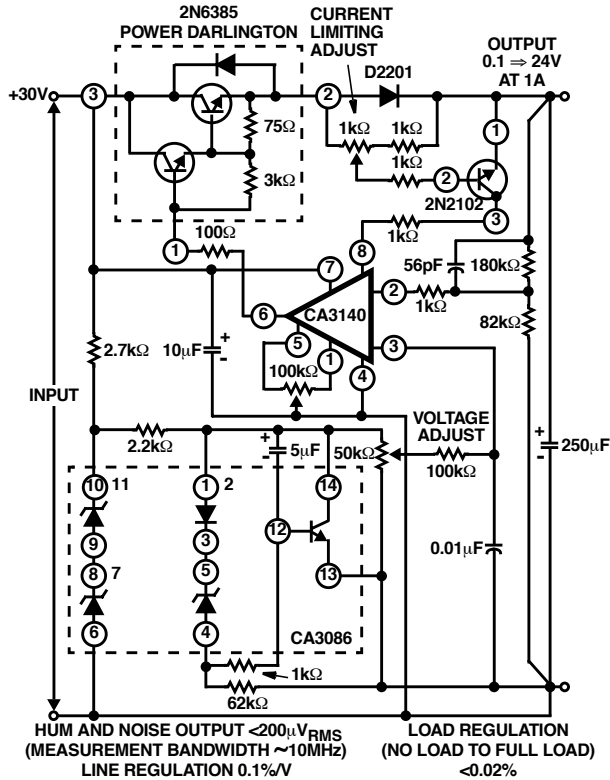 2N6385
POWER DARLINGTON
CURRENT
LIMITING
ADJUST
OUTPUT
0.1 ⇒ 24V
AT 1A
D2201
+30V
3
2
1
75Ω
1kΩ
1kΩ
1kΩ
3kΩ
2
2N2102
3
1
100Ω
8
1kΩ
56pF
180kΩ
7
6
CA3140
2
1kΩ
82kΩ
5
1
3
4
2.7kΩ
10μF
+
-
100kΩ
INPUT
VOLTAGE
ADJUST
2.2kΩ
+
-
5μF
50kΩ
100kΩ
+
-
250μF
10
11
1
2
14
9
3
12
8
7
5
13
0.01μF
6
4
CA3086
1kΩ
62kΩ
HUM AND NOISE OUTPUT <200μVRMS
(MEASUREMENT BANDWIDTH ~10MHz)
LINE REGULATION 0.1%/V
LOAD REGULATION
(NO LOAD TO FULL LOAD)
<0.02%